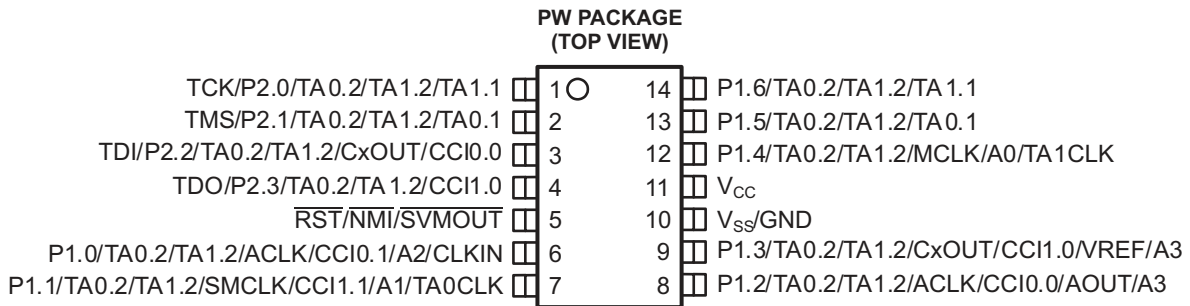 PW PACKAGE
(TOP VIEW)
TCK/P2.0/TA0.2/TA1.2/TA1.1 1 14 P1.6/TA0.2/TA1.2/TA1.1
TMS/P2.1/TA0.2/TA1.2/TA0.1 2 13 P1.5/TA0.2/TA1.2/TA0.1
TDI/P2.2/TA0.2/TA1.2/CxOUT/CCI0.0 3 12 P1.4/TA0.2/TA1.2/MCLK/A0/TA1CLK
TDO/P2.3/TA0.2/TA1.2/CCI1.0 4 11 VCC
RST/NMI/SVMOUT 5 10 VSS/GND
P1.0/TA0.2/TA1.2/ACLK/CCI0.1/A2/CLKIN 6 9 P1.3/TA0.2/TA1.2/CxOUT/CCI1.0/VREF/A3
P1.1/TA0.2/TA1.2/SMCLK/CCI1.1/A1/TA0CLK 7 8 P1.2/TA0.2/TA1.2/ACLK/CCI0.0/AOUT/A3